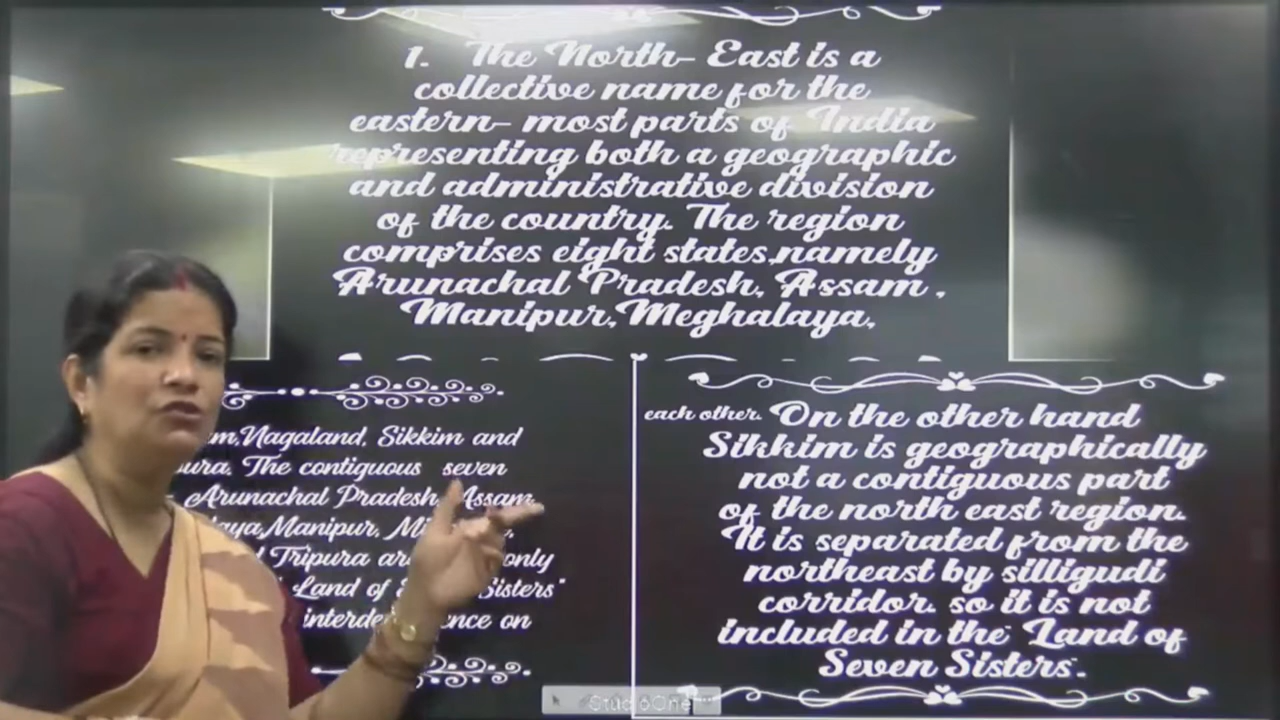 1. The North- East is a
collective name for the
eastern- most parts of India
representing both a geographic
and administrative division
of the country. The region
comprises eight states,namely
Arunachal Pradesh, Assam ,
Manipur,Meghalaya,
Nagaland, Sikkim and
The contiguous seven
Arunachal Pradesh, Assam,
Manipur,
Tripura only
Land of Sisters"
on
each other. On the other hand
Sikkim is geographically
not a contiguous part
of the north east region.
It is separated from the
northeast by silligudi
corridor. so it is not
included in the "Land of
Seven Sisters".
StudioOne